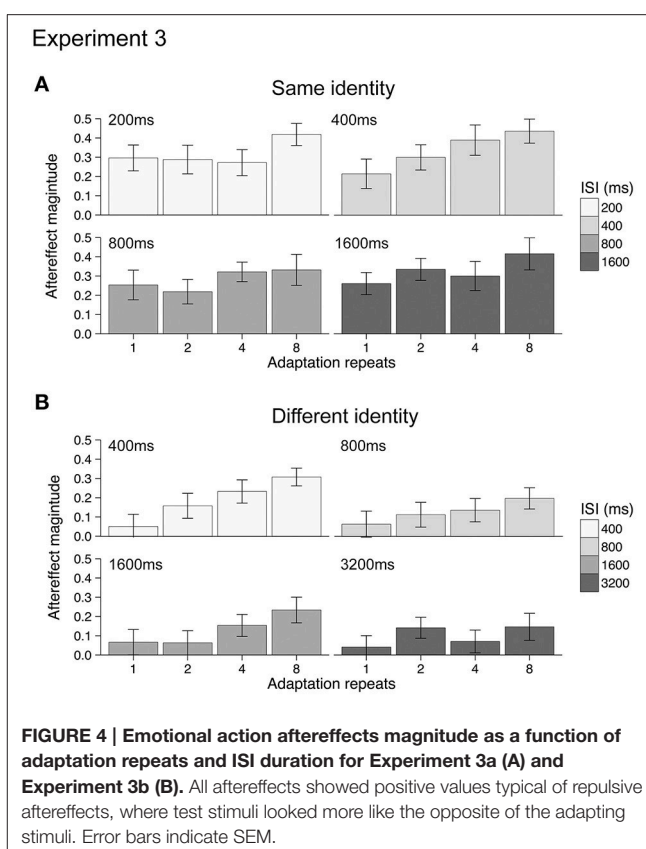 Experiment 3
A
Same identity
200ms
400ms
0.5
0.4
0.3
0.2
0.1
0.0
800ms
1600ms
0.5
0.4
0.3
0.2
0.1
0.0
Aftereffect magintude
1 2 4 8 1 2 4 8
Adaptation repeats
ISI (ms)
200
400
800
1600
B
Different identity
400ms
800ms
0.5
0.4
0.3
0.2
0.1
0.0
1600ms
3200ms
0.5
0.4
0.3
0.2
0.1
0.0
Aftereffect magintude
1 2 4 8 1 2 4 8
Adaptation repeats
ISI (ms)
400
800
1600
3200
FIGURE 4 | Emotional action aftereffects magnitude as a function of
adaptation repeats and ISI duration for Experiment 3a (A) and
Experiment 3b (B). All aftereffects showed positive values typical of repulsive
aftereffects, where test stimuli looked more like the opposite of the adapting
stimuli. Error bars indicate SEM.